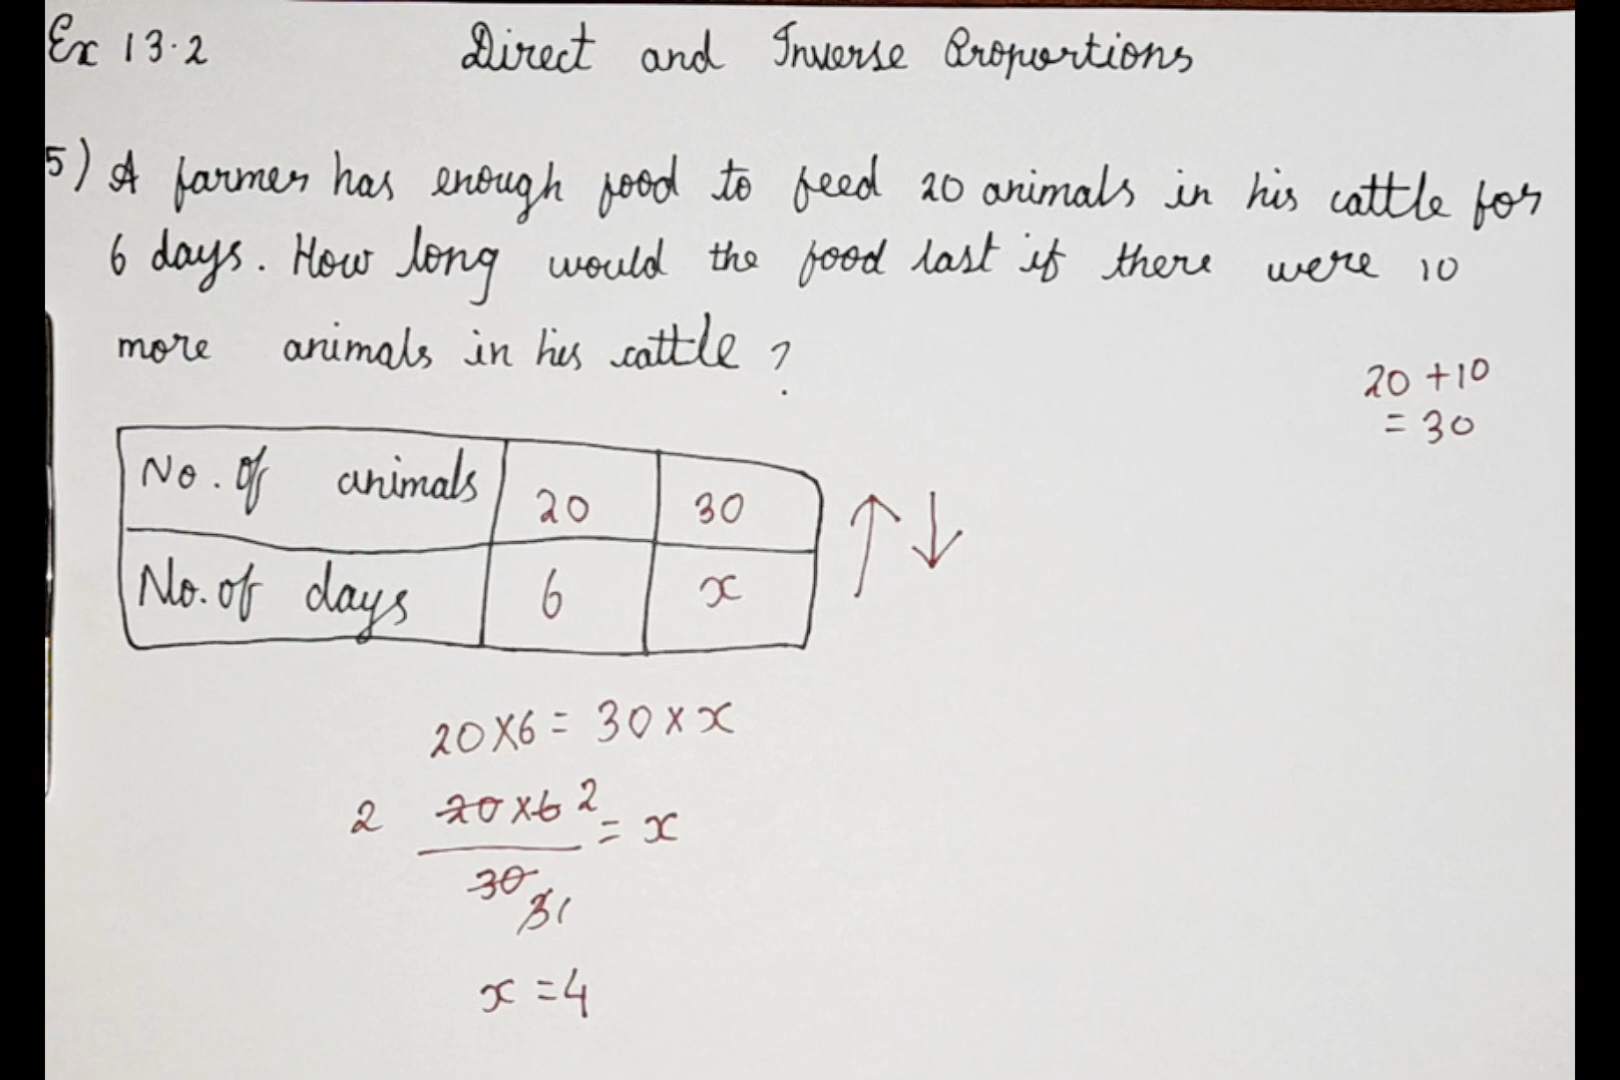 Ex 13.2 Direct and Inverse Proportions
5) A farmer has enough food to feed 20 animals in his cattle for
6 days. How long would the food last if there were 10
more animals in his cattle ?
20 + 10
= 30
No. of animals 20 30 ↑ ↓
No. of days 6 x
20 × 6 = 30 × x
2 20 × 6 2 = x
30 31
x = 4